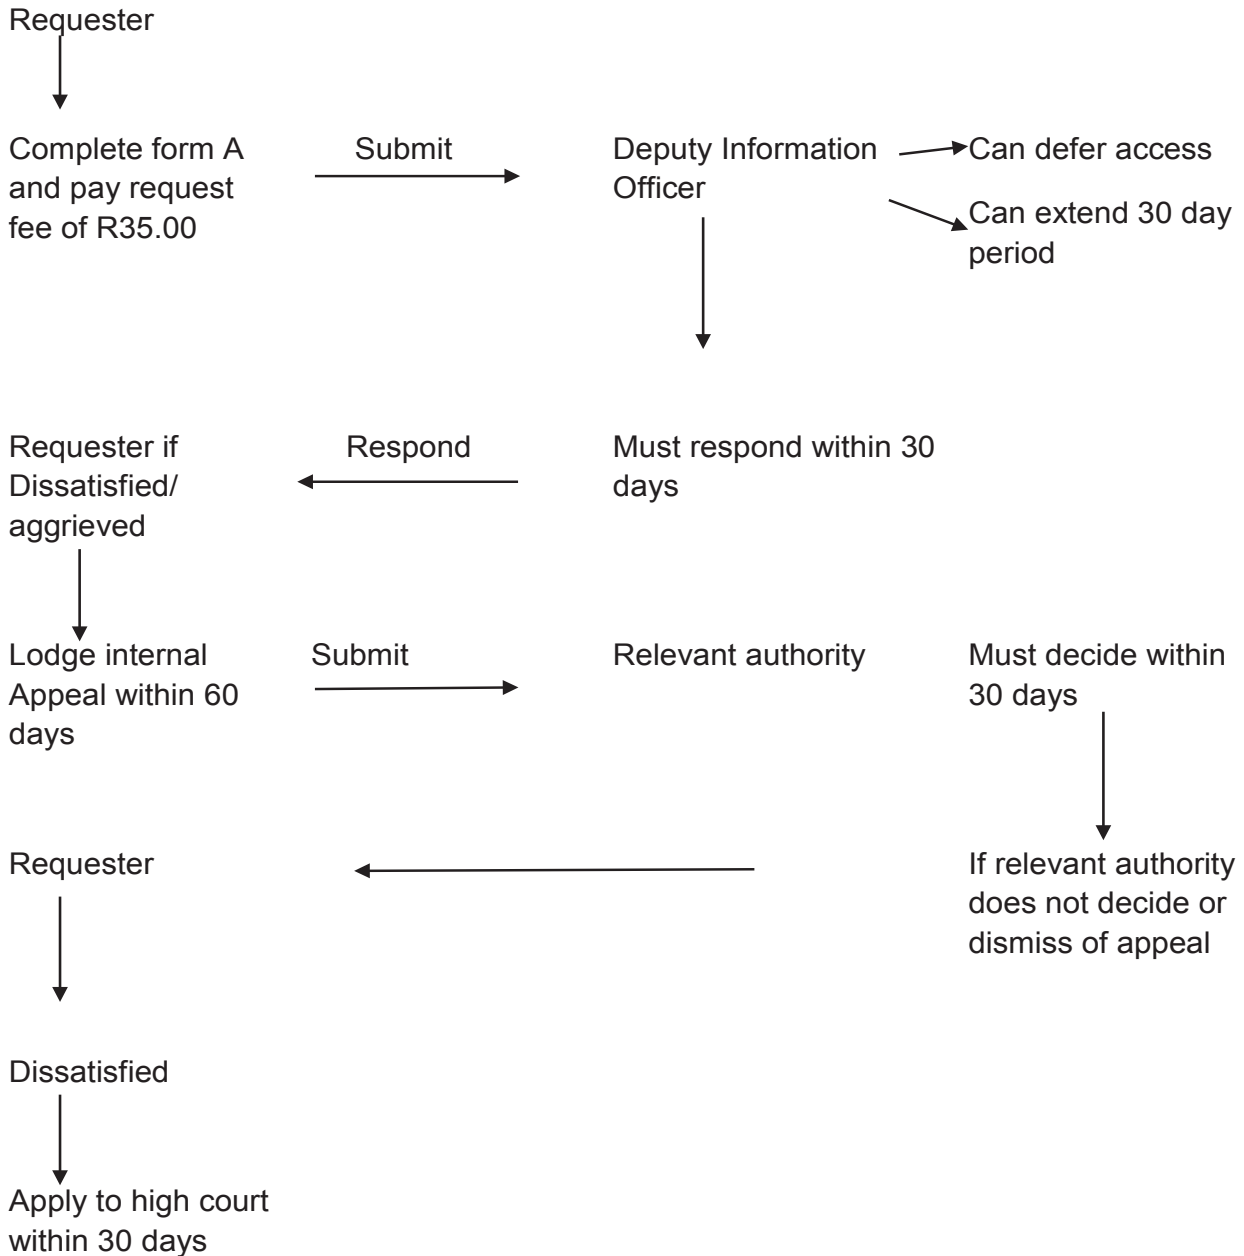 Requester
Complete form A
and pay request
fee of R35.00
Submit
Deputy Information
Officer
Can defer access
Can extend 30 day
period
Requester if
Dissatisfied/
aggrieved
Respond
Must respond within 30
days
Lodge internal
Appeal within 60
days
Submit
Relevant authority
Must decide within
30 days
Requester
If relevant authority
does not decide or
dismiss of appeal
Dissatisfied
Apply to high court
within 30 days